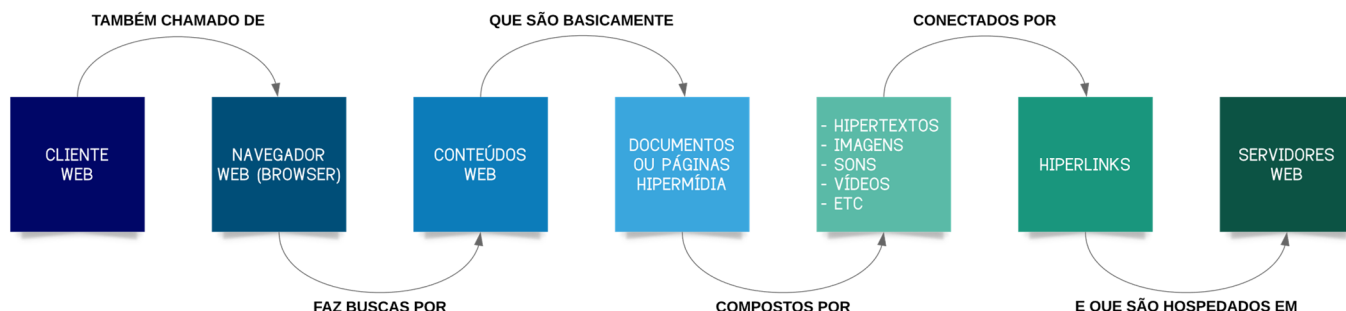 TAMBÉM CHAMADO DE
QUE SÃO BASICAMENTE
CONECTADOS POR
CLIENTE
WEB
NAVEGADOR
WEB (BROWSER)
CONTEÚDOS
WEB
DOCUMENTOS
OU PÁGINAS
HIPERMÍDIA
- HIPERTEXTOS
- IMAGENS
- SONS
- VÍDEOS
- ETC
HIPERLINKS
SERVIDORES
WEB
FAZ BUSCAS POR
COMPOSTOS POR
E QUE SÃO HOSPEDADOS EM